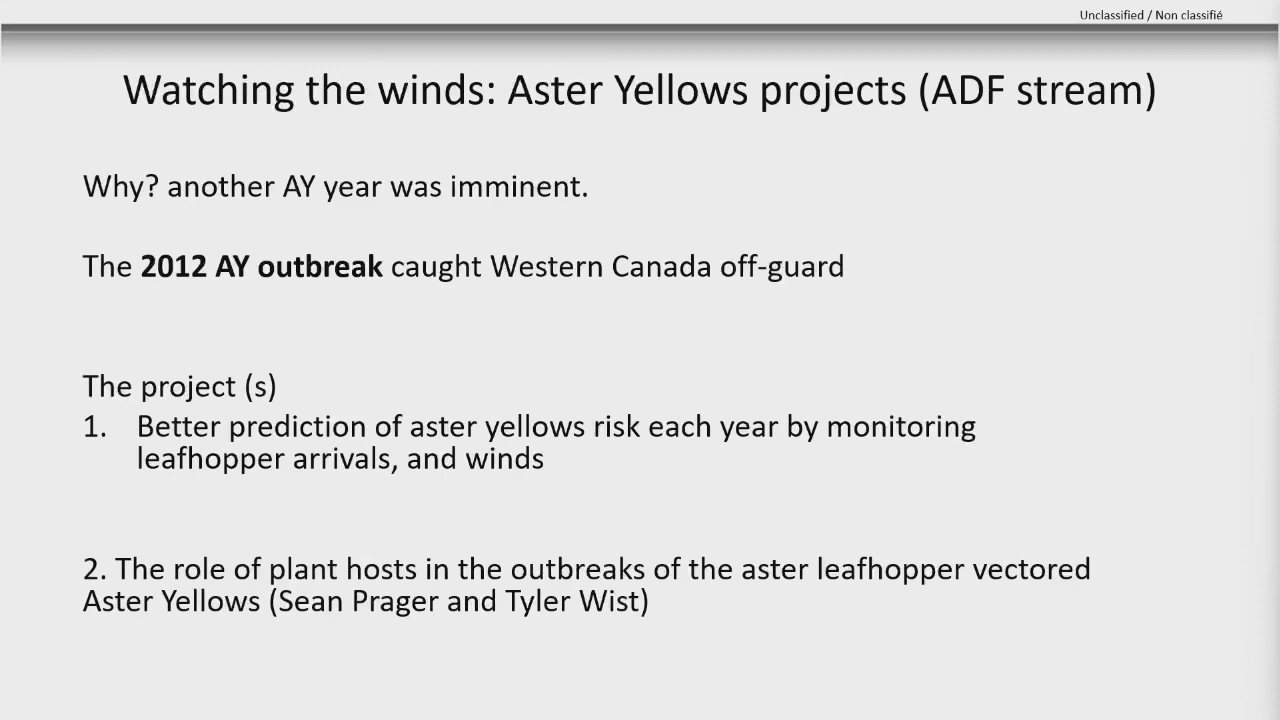 Unclassified / Non classifié
Watching the winds: Aster Yellows projects (ADF stream)
Why? another AY year was imminent.
The 2012 AY outbreak caught Western Canada off-guard
The project (s)
1. Better prediction of aster yellows risk each year by monitoring
leafhopper arrivals, and winds
2. The role of plant hosts in the outbreaks of the aster leafhopper vectored
Aster Yellows (Sean Prager and Tyler Wist)